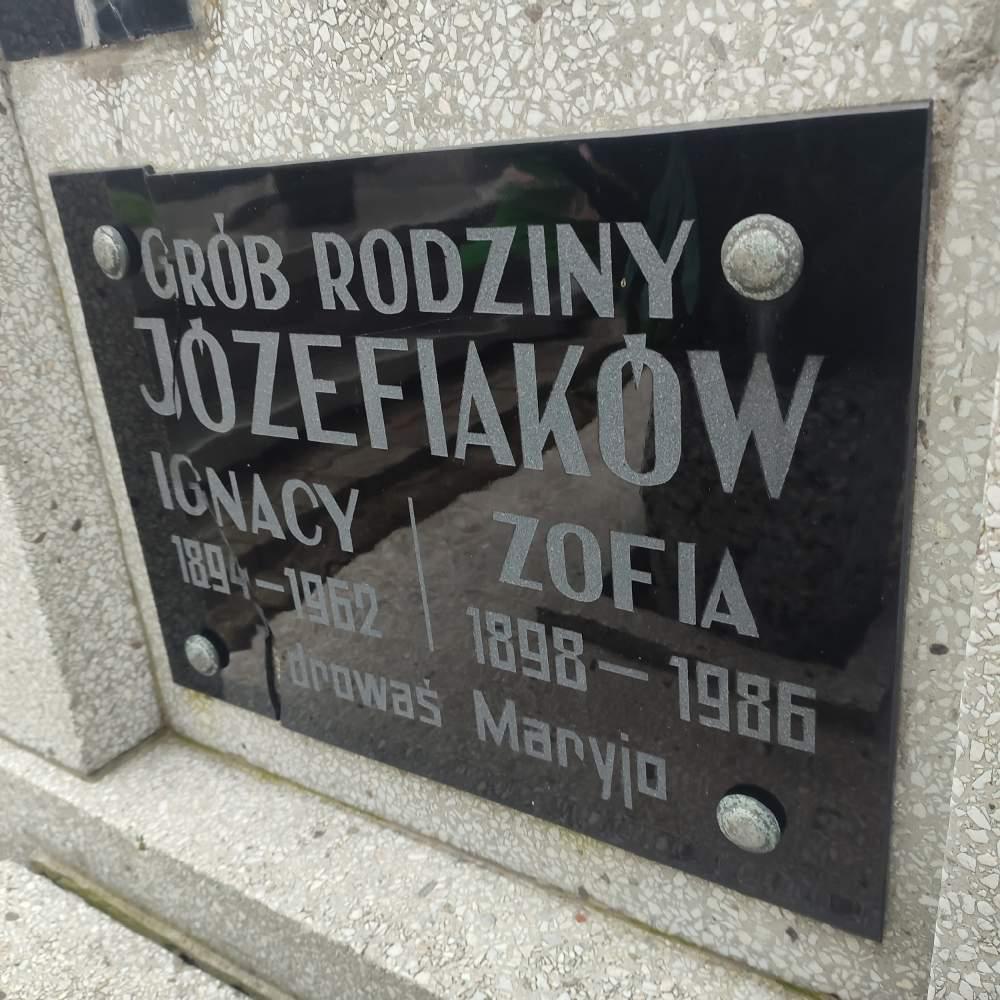 GRÓB RODZINY
JÓZEFIAKÓW
IGNACY | ZOFIA
1894-1962 | 1898-1986
drowaś Maryjo